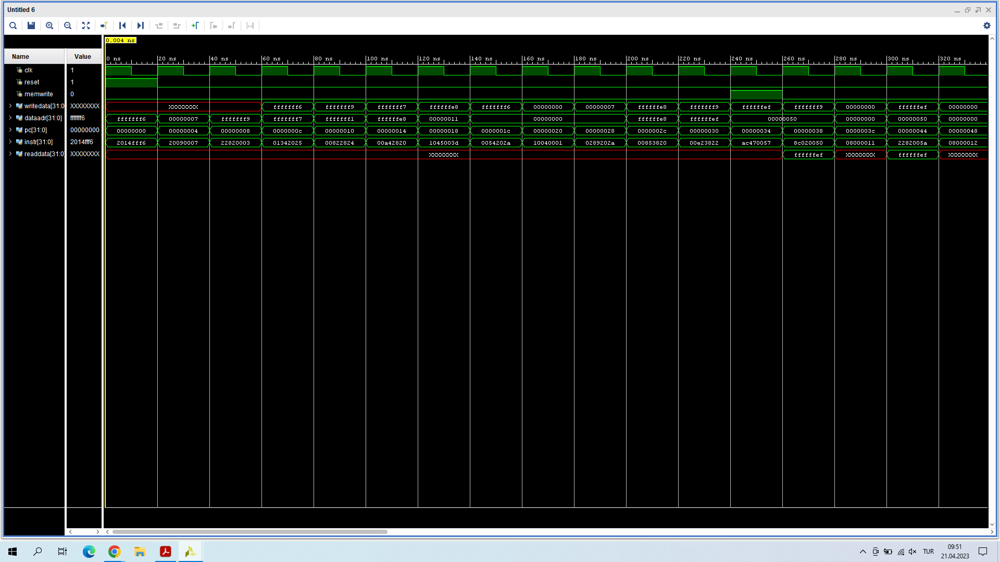 Untitled 6
0.004 ns
Name Value
0 ns 20 ns 40 ns 60 ns 80 ns 100 ns 120 ns 140 ns 160 ns 180 ns 200 ns 220 ns 240 ns 260 ns 280 ns 300 ns 320 ns
clk 1
reset 1
memwrite 0
writedata[31:0 XXXXXXXX XXXXXXXX fffffff6 fffffff9 fffffff7 ffffffe8 fffffff6 00000000 00000007 ffffffe8 fffffff9 ffffffef fffffff9 00000000 ffffffef 00000000
dataadr[31:0] fffffff6 fffffff6 00000007 fffffff9 fffffff7 fffffff1 ffffffe8 00000011 00000000 ffffffe8 ffffffef 00000050 00000000 00000050 00000000
pc[31:0] 00000000 00000000 00000004 00000008 0000000c 00000010 00000014 00000018 0000001c 00000020 00000028 0000002c 00000030 00000034 00000038 0000003c 00000044 00000048
instr[31:0] 2014fff6 2014fff6 20090007 22820003 01342025 00822824 00a42820 1045003d 0054202a 10040001 0289202a 00853820 00e23822 ac470057 8c020050 08000011 2282005a 08000012
readdata[31:0] XXXXXXXX XXXXXXXX ffffffef XXXXXXXX ffffffef XXXXXXXX
TUR
09:51
21.04.2023